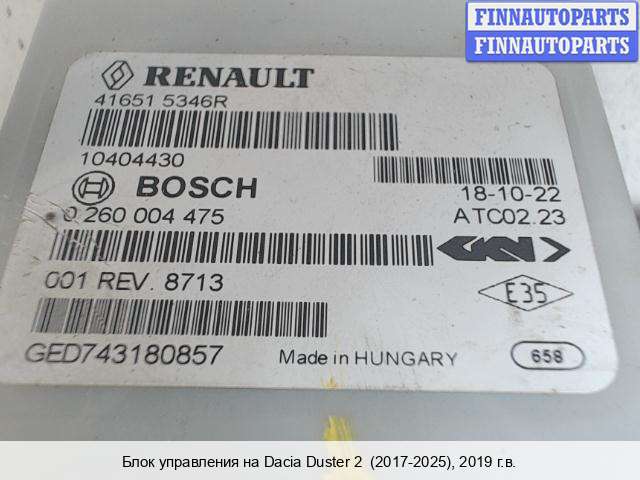 FINNAUTOPARTS
FINNAUTOPARTS
RENAULT
41651 5346R
10404430
BOSCH
18-10-22
0 260 004 475
ATC02.23
GKN
001 REV. 8713
E35
GED743180857
Made in HUNGARY
658
Блок управления на Dacia Duster 2 (2017-2025), 2019 г.в.